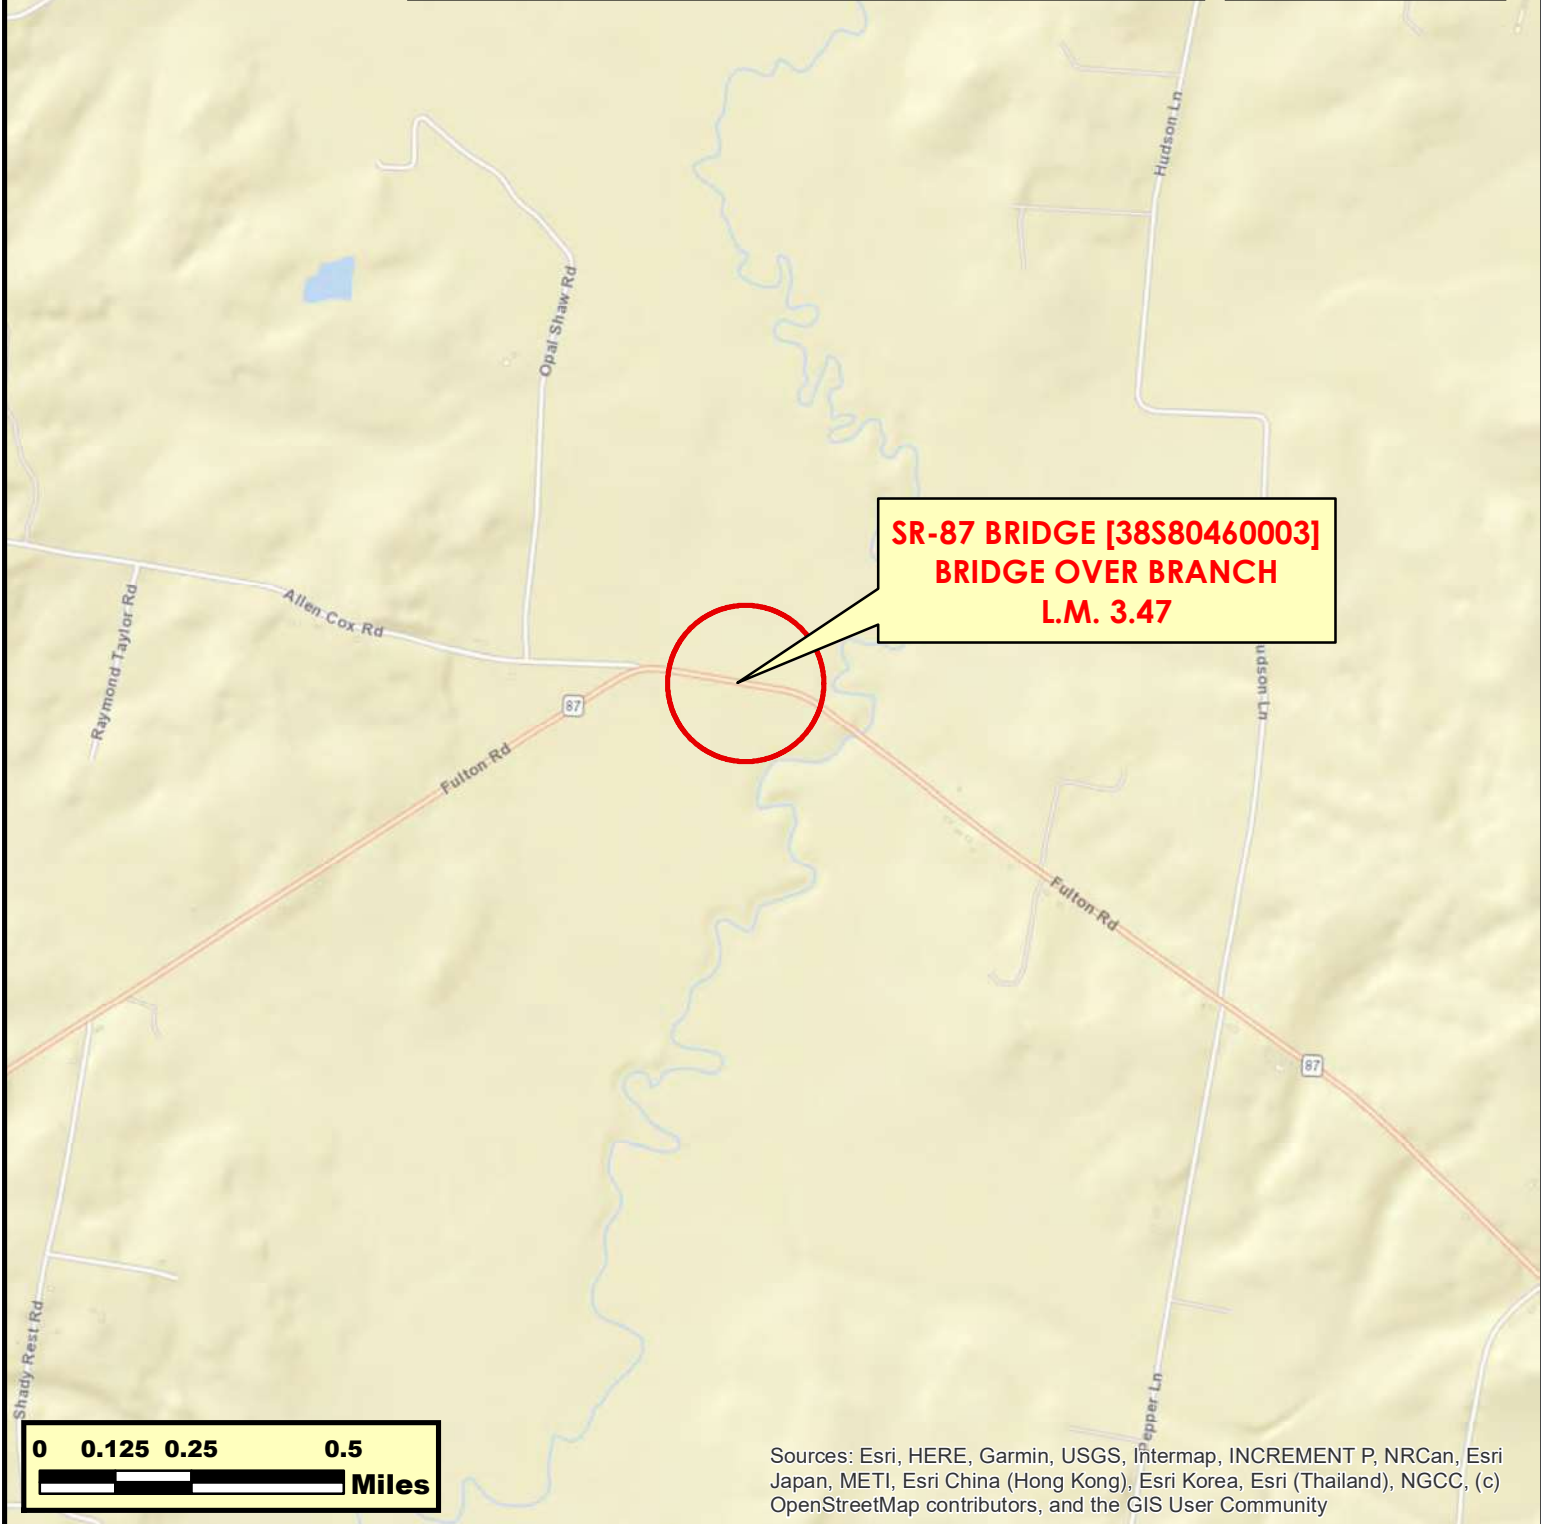 Hudson Ln
Opal Shaw Rd
SR-87 BRIDGE [38S80460003]
BRIDGE OVER BRANCH
L.M. 3.47
Allen Cox Rd
Raymond Taylor Rd
udson Ln
87
Fulton Rd
Fulton Rd
87
Shady Rest Rd
Pepper Ln
0 0.125 0.25 0.5
Miles
Sources: Esri, HERE, Garmin, USGS, Intermap, INCREMENT P, NRCan, Esri
Japan, METI, Esri China (Hong Kong), Esri Korea, Esri (Thailand), NGCC, (c)
OpenStreetMap contributors, and the GIS User Community